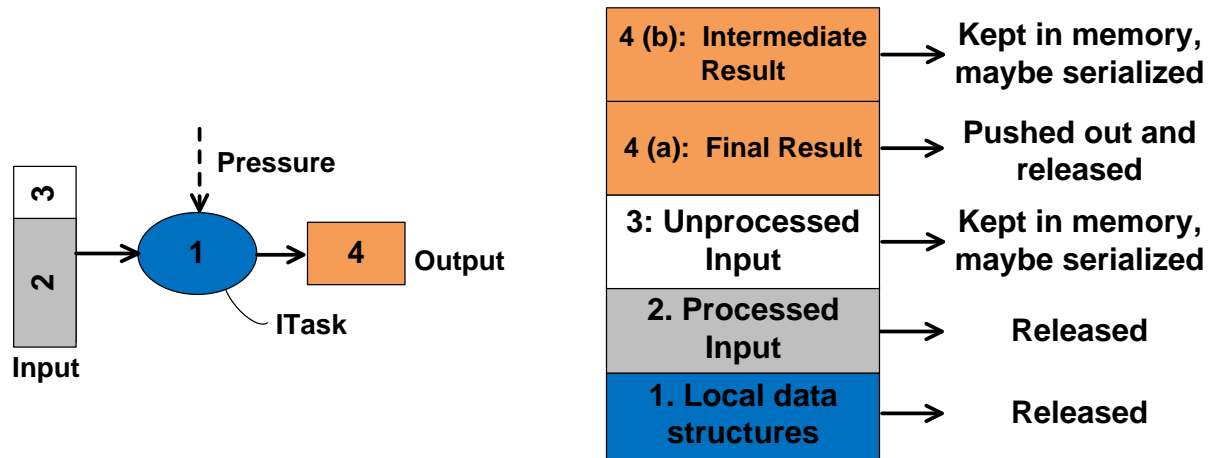 Pressure
3
2
1
4
Output
ITask
Input
4 (b): Intermediate
Result
Kept in memory,
maybe serialized
4 (a): Final Result
Pushed out and
released
3: Unprocessed
Input
Kept in memory,
maybe serialized
2. Processed
Input
Released
1. Local data
structures
Released